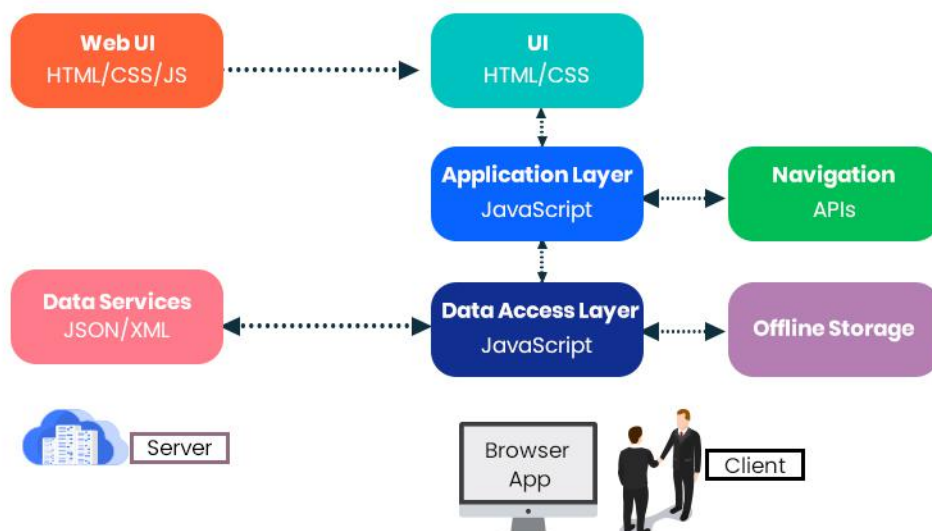 Web UI
HTML/CSS/JS
UI
HTML/CSS
Application Layer
JavaScript
Navigation
APIs
Data Services
JSON/XML
Data Access Layer
JavaScript
Offline Storage
Server
Browser
App
Client